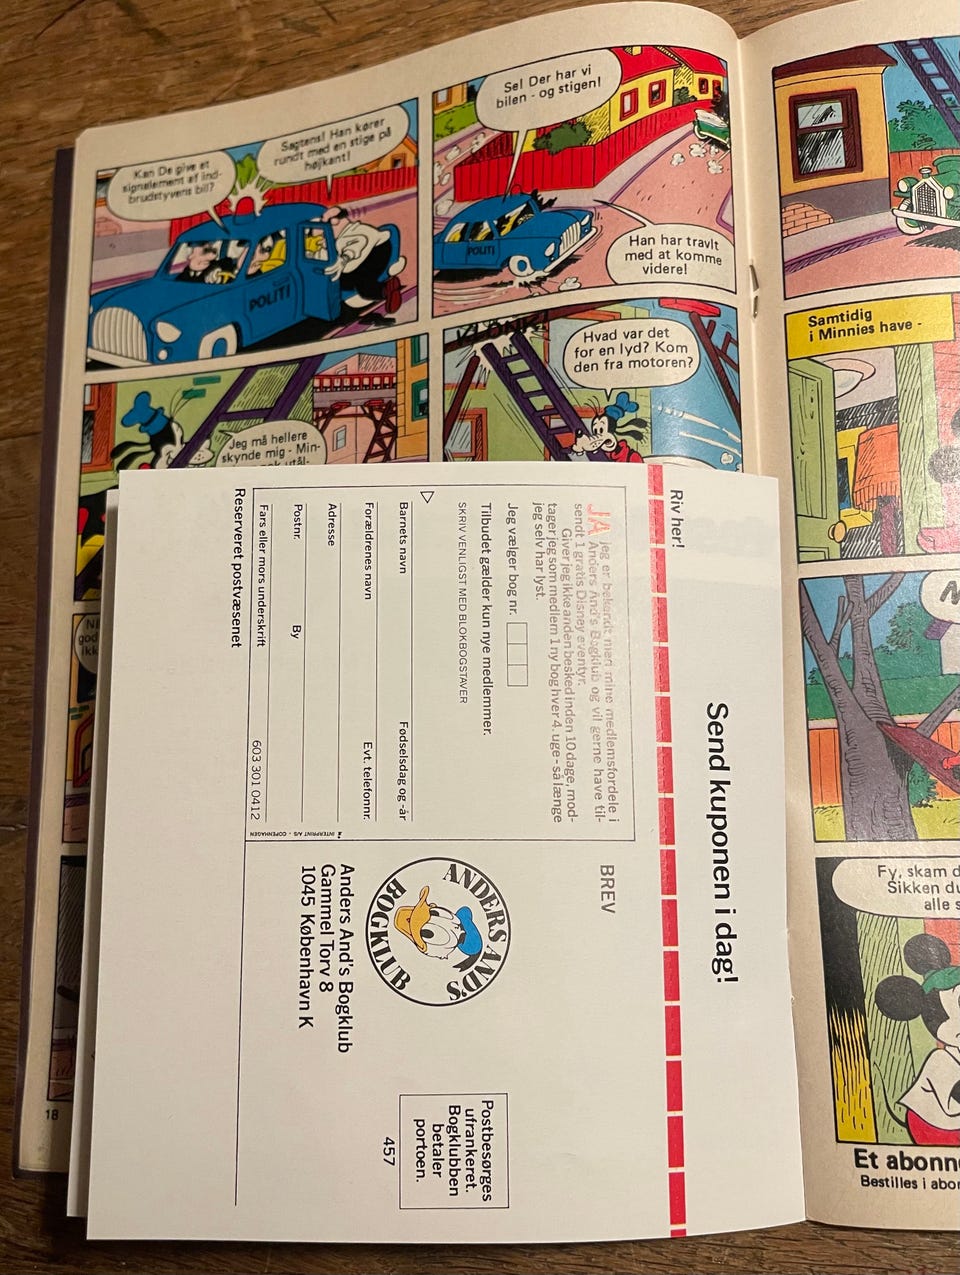 Kan De give et
signalement af ind-
brudstyvens bil?
Sagtens! Han kører
rundt med en stige på
højkant!
POLITI
Se! Der har vi
bilen - og stigen!
POLITI
Han har travlt
med at komme
videre!
Jeg må hellere
skynde mig - Min-
KLONK!
Hvad var det
for en lyd? Kom
den fra motoren?
Samtidig
i Minnies have -
Fy, skam d
Sikken du
alle s
18
Et abonn
Bestilles i abon
Send kuponen i dag!
Riv her!
JA jeg er bekendt med mine medlemsfordele i
Anders And's Bogklub og vil gerne have til-
sendt 1 gratis Disney eventyr.
Giver jeg ikke anden besked inden 10 dage, mod-
tager jeg som medlem 1 ny bog hver 4. uge - så længe
jeg selv har lyst.
Jeg vælger bog nr.
Tilbudet gælder kun nye medlemmer.
SKRIV VENLIGST MED BLOKBOGSTAVER
Barnets navn Fødselsdag og -år
Forældrenes navn Evt. telefonnr.
Adresse
Postnr. By
Fars eller mors underskrift 603 301 0412
INTERPRINT A/S - COPENHAGEN
Reserveret postvæsenet
BREV
ANDERS AND'S
BOGKLUB
Anders And's Bogklub
Gammel Torv 8
1045 København K
Postbesørges
ufrankeret.
Bogklubben
betaler
portoen.
457